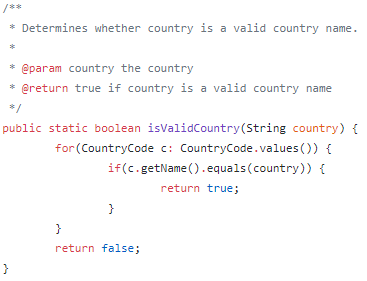 /**
 * Determines whether country is a valid country name.
 *
 * @param country the country
 * @return true if country is a valid country name
 */
public static boolean isValidCountry(String country) {
        for(CountryCode c: CountryCode.values()) {
                if(c.getName().equals(country)) {
                        return true;
                }
        }
        return false;
}